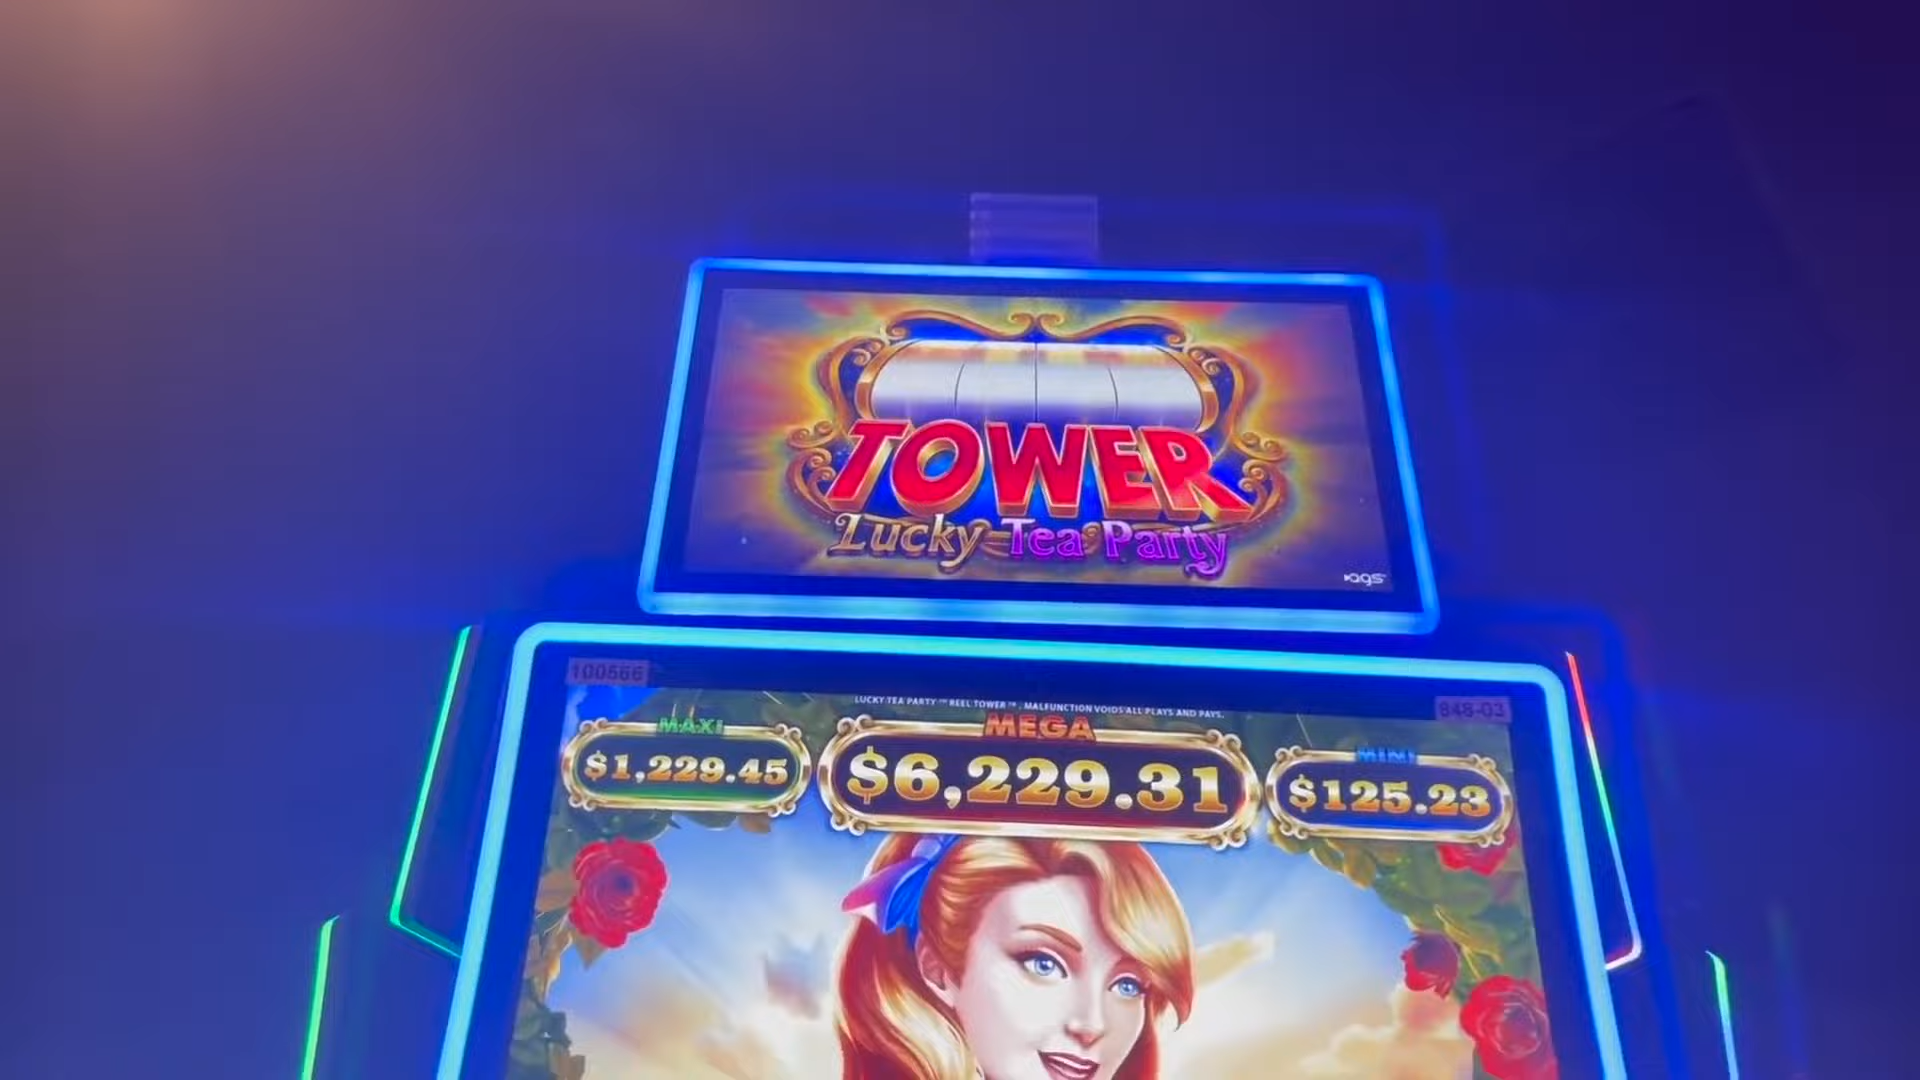 TOWER
Lucky Tea Party
ags
100566
848-03
LUCKY TEA PARTY™ REEL TOWER™. MALFUNCTION VOIDS ALL PLAYS AND PAYS.
MAXI
$1,229.45
MEGA
$6,229.31
MINI
$125.23